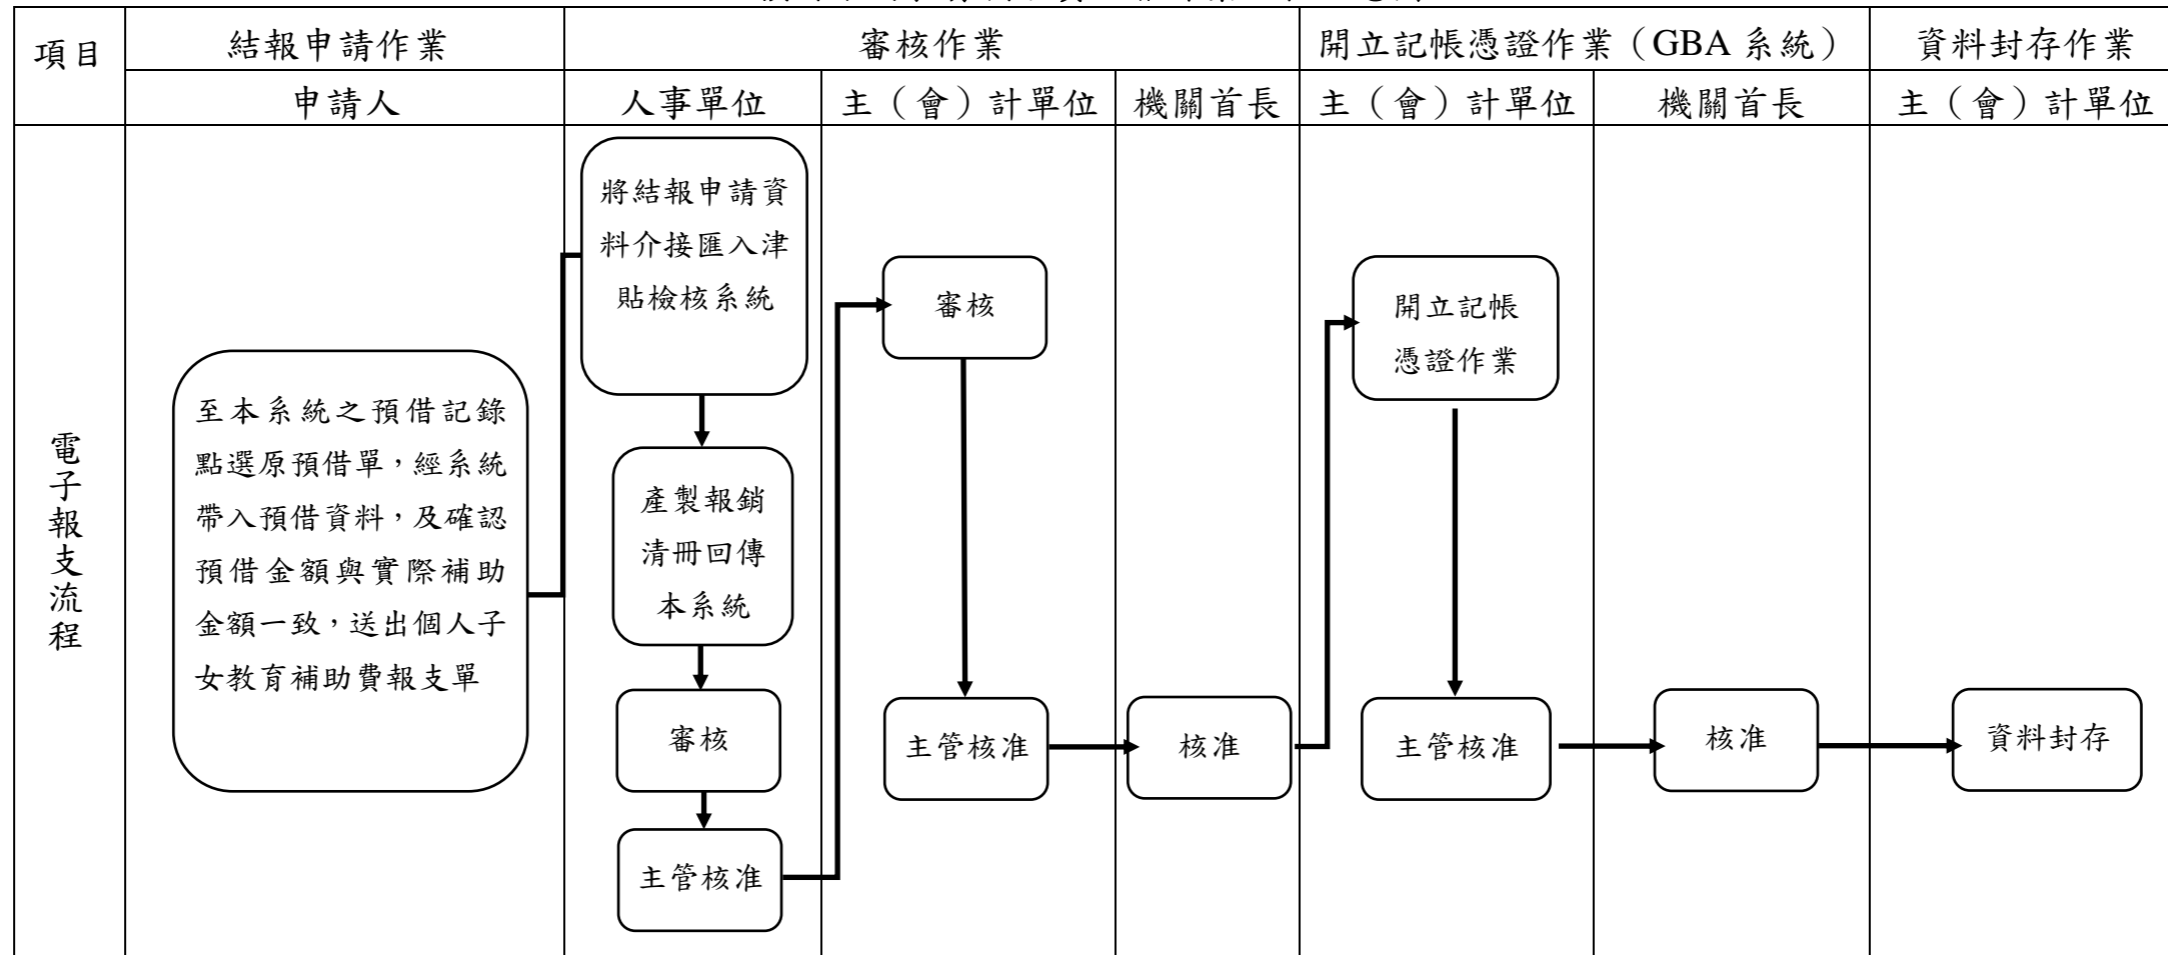 項目
結報申請作業
審核作業
開立記帳憑證作業（GBA 系統）
資料封存作業
申請人
人事單位
主（會）計單位
機關首長
主（會）計單位
機關首長
主（會）計單位
電子報支流程
至本系統之預借記錄
點選原預借單，經系統
帶入預借資料，及確認
預借金額與實際補助
金額一致，送出個人子
女教育補助費報支單
將結報申請資
料介接匯入津
貼檢核系統
產製報銷
清冊回傳
本系統
審核
主管核准
審核
主管核准
核准
開立記帳
憑證作業
主管核准
核准
資料封存